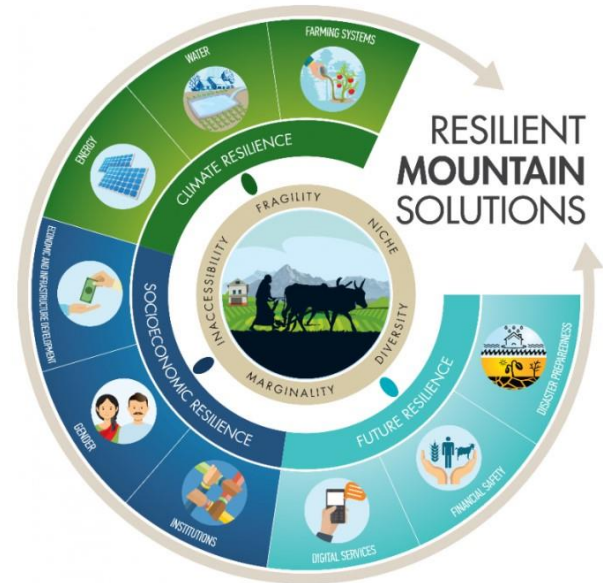 RESILIENT
MOUNTAIN
SOLUTIONS
FARMING SYSTEMS
WATER
ENERGY
CLIMATE RESILIENCE
ECONOMIC AND INFRASTRUCTURE DEVELOPMENT
GENDER
INSTITUTIONS
SOCIOECONOMIC RESILIENCE
DIGITAL SERVICES
FINANCIAL SAFETY
DISASTER PREPAREDNESS
FUTURE RESILIENCE
FRAGILITY
NICHE
DIVERSITY
MARGINALITY
INACCESSIBILITY